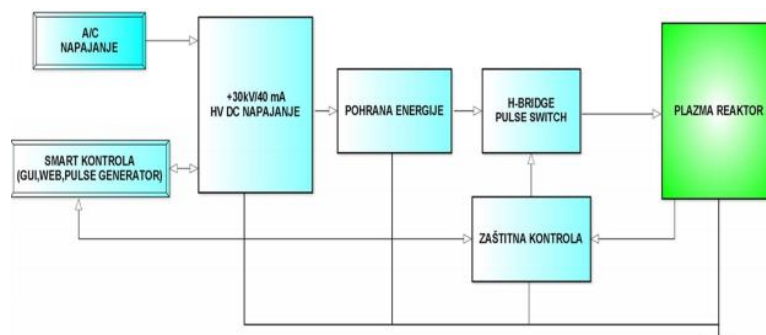 A/C
NAPAJANJE
+30kV/40 mA
HV DC NAPAJANJE
POHRANA ENERGIJE
H-BRIDGE
PULSE SWITCH
PLAZMA REAKTOR
SMART KONTROLA
(GUI,WEB,PULSE GENERATOR)
ZAŠTITNA KONTROLA